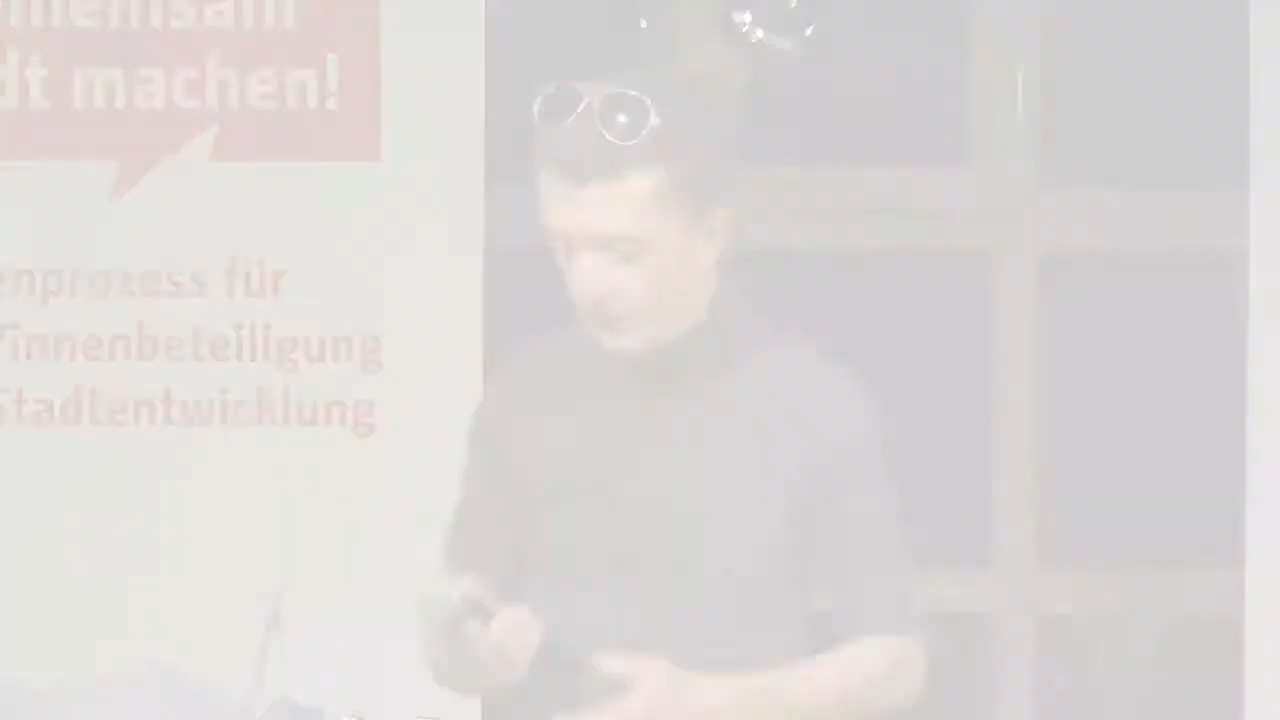 dt machen!
enprozess für
*innenbeteiligung
Stadtentwicklung